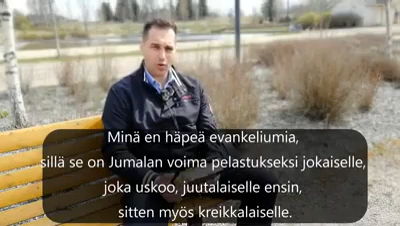 Minä en häpeä evankeliumia,
sillä se on Jumalan voima pelastukseksi jokaiselle,
joka uskoo, juutalaiselle ensin,
sitten myös kreikkalaiselle.